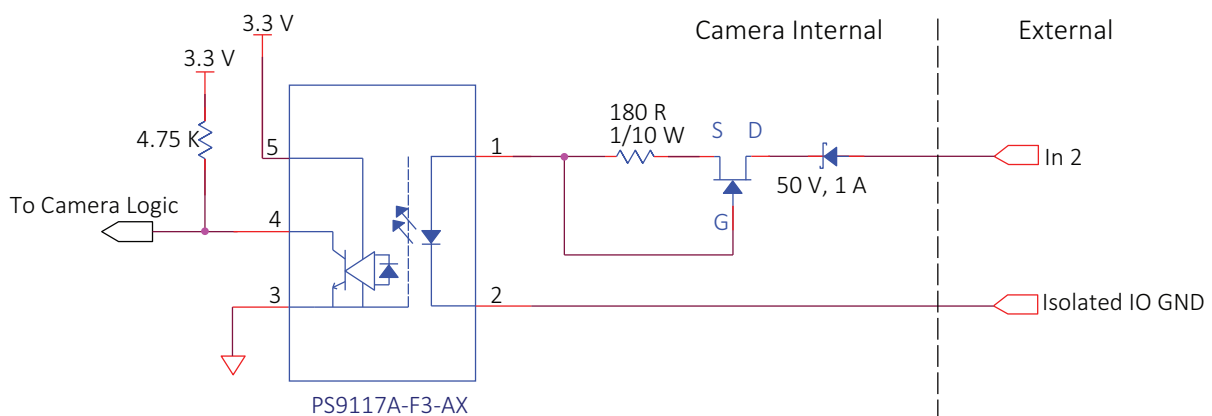 Camera Internal
External
3.3 V
3.3 V
4.75 K
180 R
1/10 W
S D
G
50 V, 1 A
In 2
5
1
To Camera Logic
4
3
2
Isolated IO GND
PS9117A-F3-AX